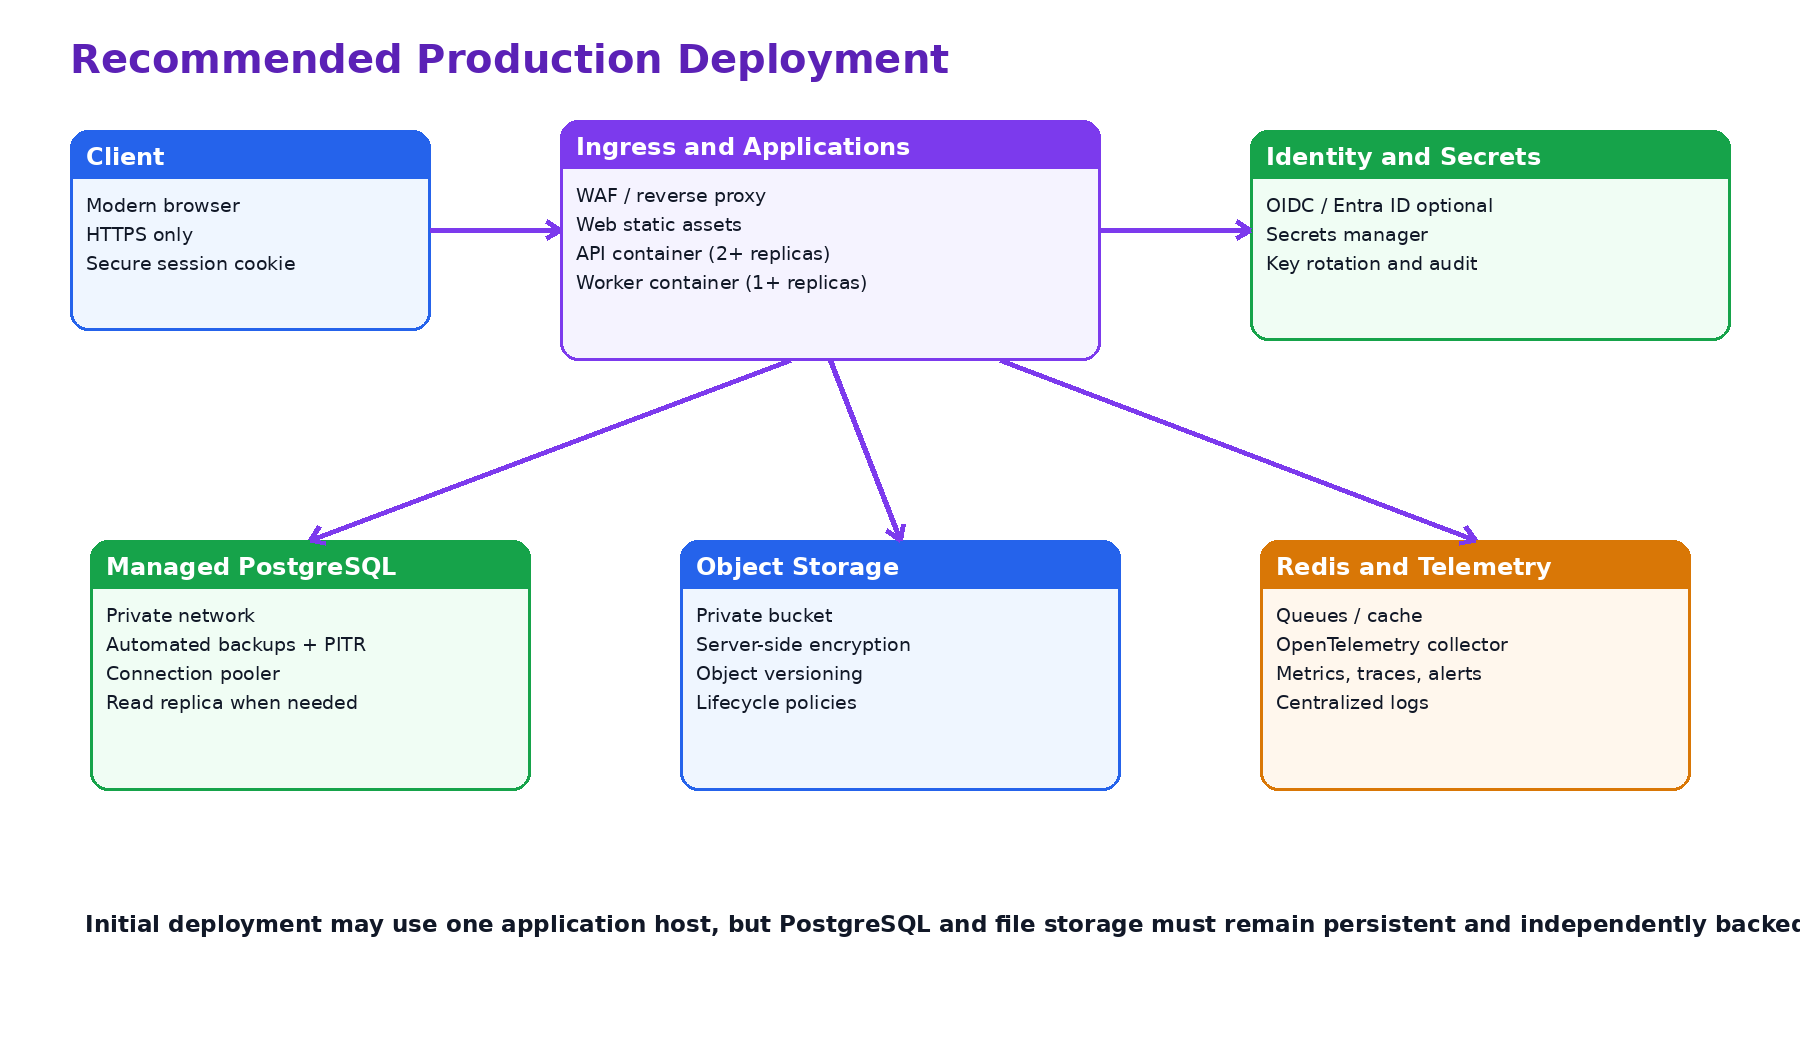 Recommended Production Deployment
Client
Modern browser
HTTPS only
Secure session cookie
Ingress and Applications
WAF / reverse proxy
Web static assets
API container (2+ replicas)
Worker container (1+ replicas)
Identity and Secrets
OIDC / Entra ID optional
Secrets manager
Key rotation and audit
Managed PostgreSQL
Private network
Automated backups + PITR
Connection pooler
Read replica when needed
Object Storage
Private bucket
Server-side encryption
Object versioning
Lifecycle policies
Redis and Telemetry
Queues / cache
OpenTelemetry collector
Metrics, traces, alerts
Centralized logs
Initial deployment may use one application host, but PostgreSQL and file storage must remain persistent and independently backed